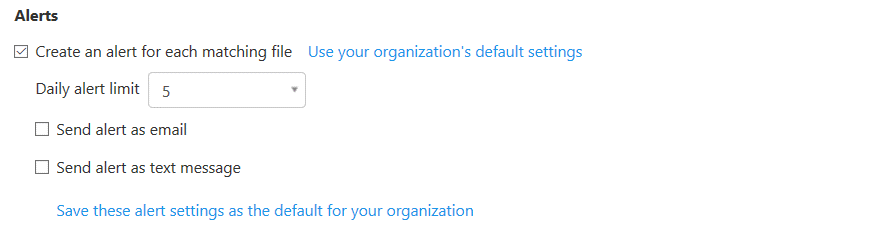 Alerts
Create an alert for each matching file Use your organization's default settings
Daily alert limit 5
Send alert as email
Send alert as text message
Save these alert settings as the default for your organization